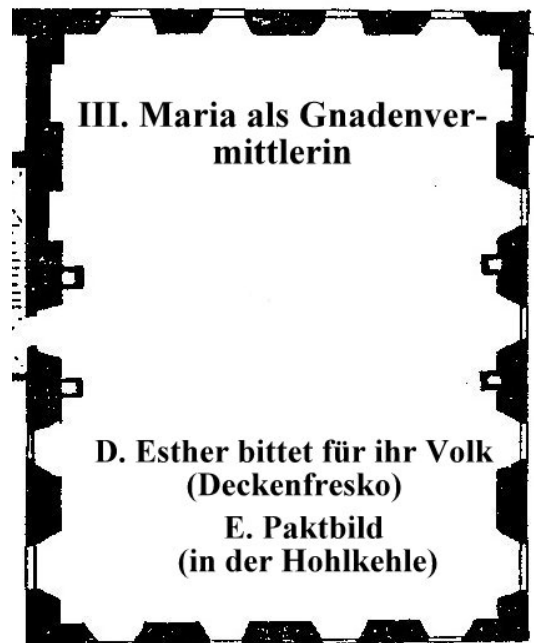 III. Maria als Gnadenver-
mittlerin
D. Esther bittet für ihr Volk
(Deckenfresko)
E. Paktbild
(in der Hohlkehle)